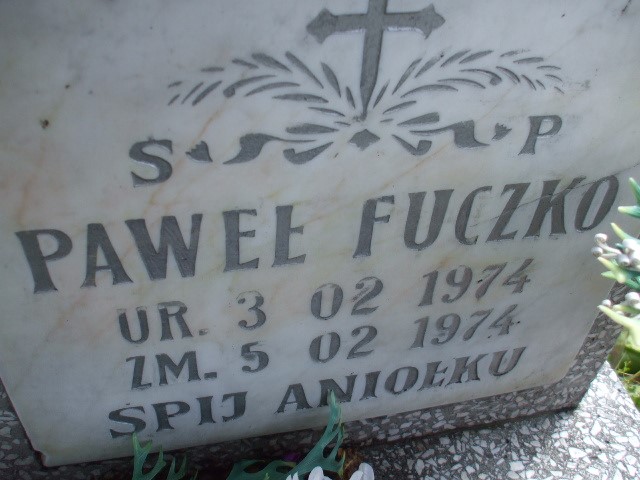 S P
PAWEŁ FUCZKO
UR. 3 02 1974
ZM. 5 02 1974
ŚPIJ ANIOŁKU